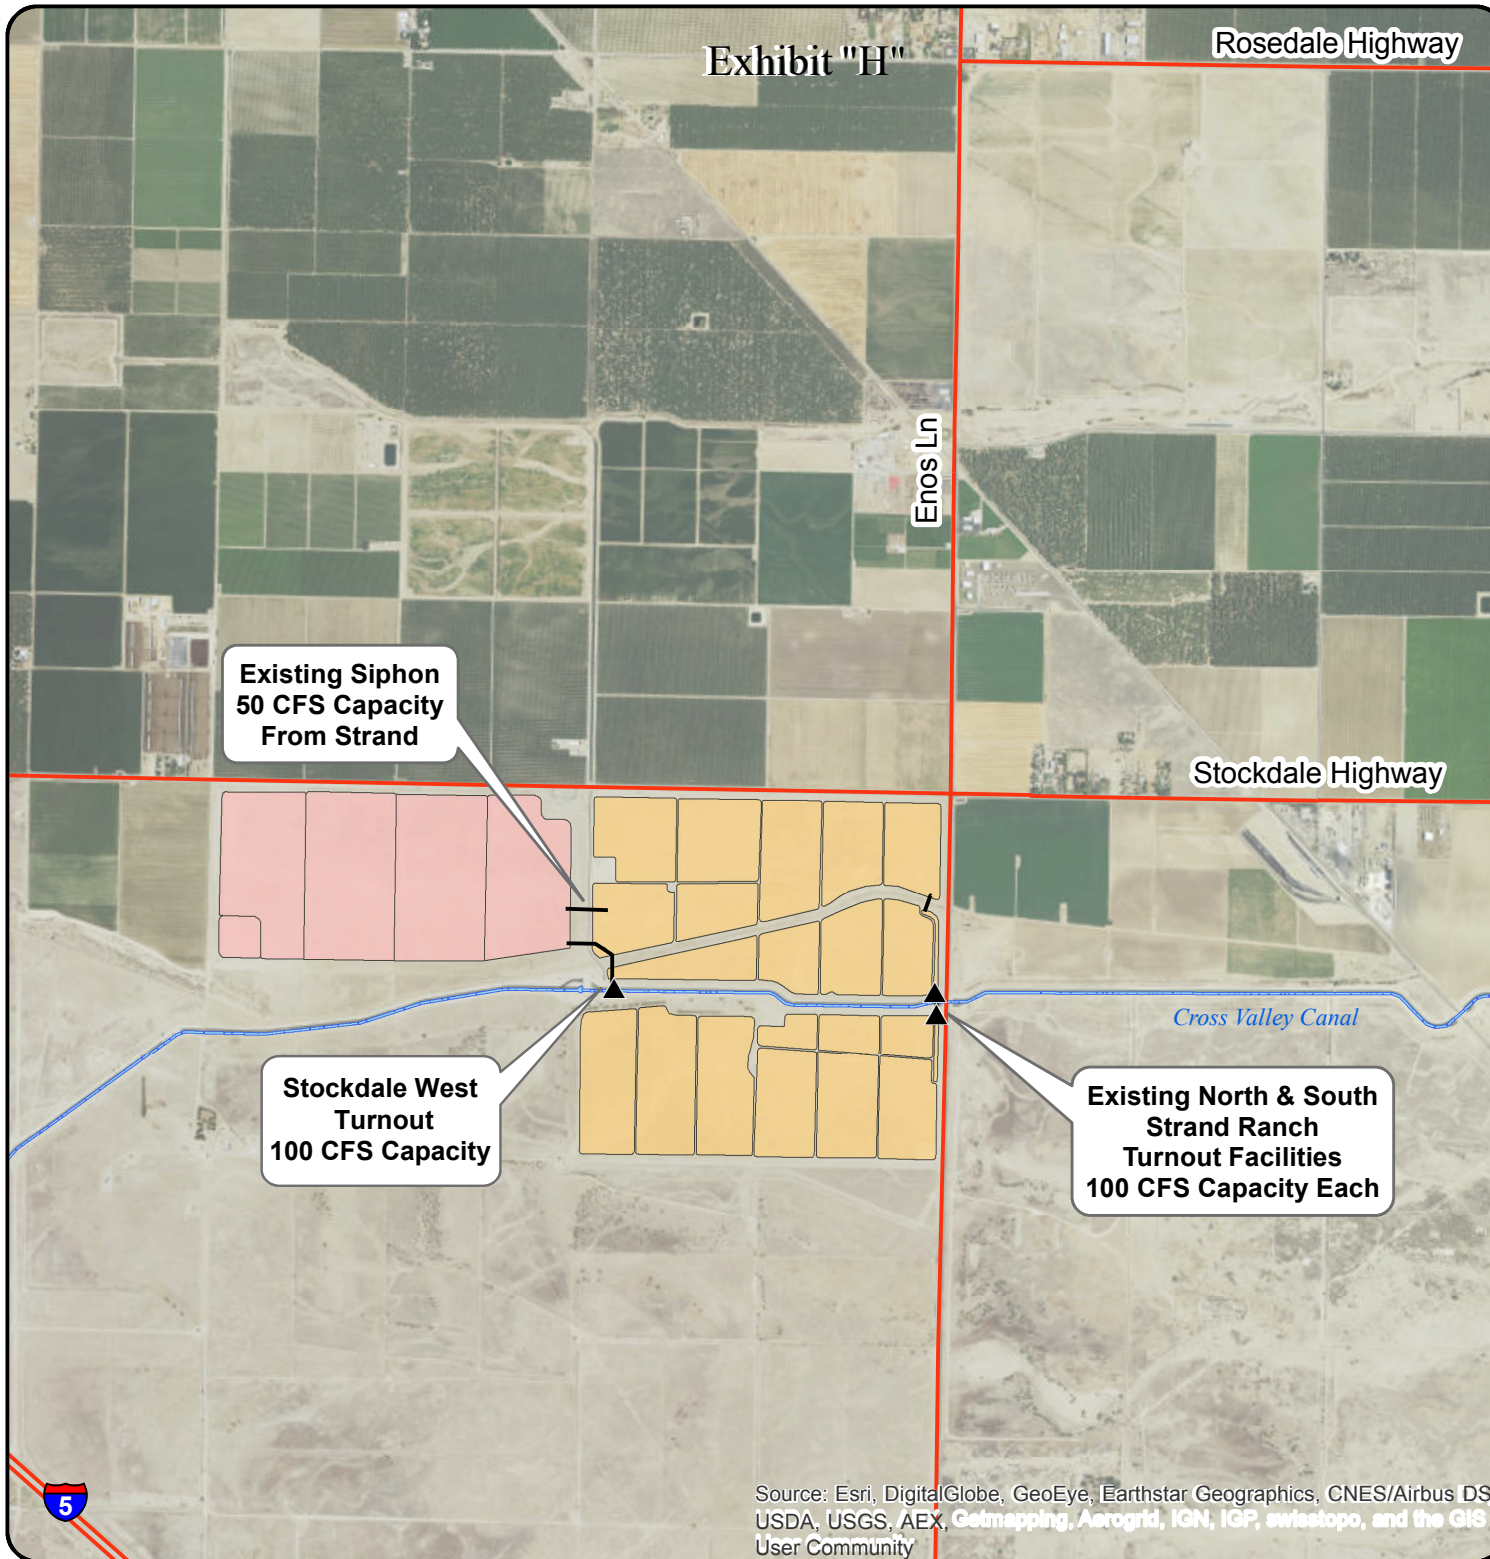 Exhibit "H"
Rosedale Highway
Enos Ln
Existing Siphon
50 CFS Capacity
From Strand
Stockdale Highway
Cross Valley Canal
Stockdale West
Turnout
100 CFS Capacity
Existing North & South
Strand Ranch
Turnout Facilities
100 CFS Capacity Each
5
Source: Esri, DigitalGlobe, GeoEye, Earthstar Geographics, CNES/Airbus DS
USDA, USGS, AEX, Getmapping, Aerogrid, IGN, IGP, swisstopo, and the GIS
User Community